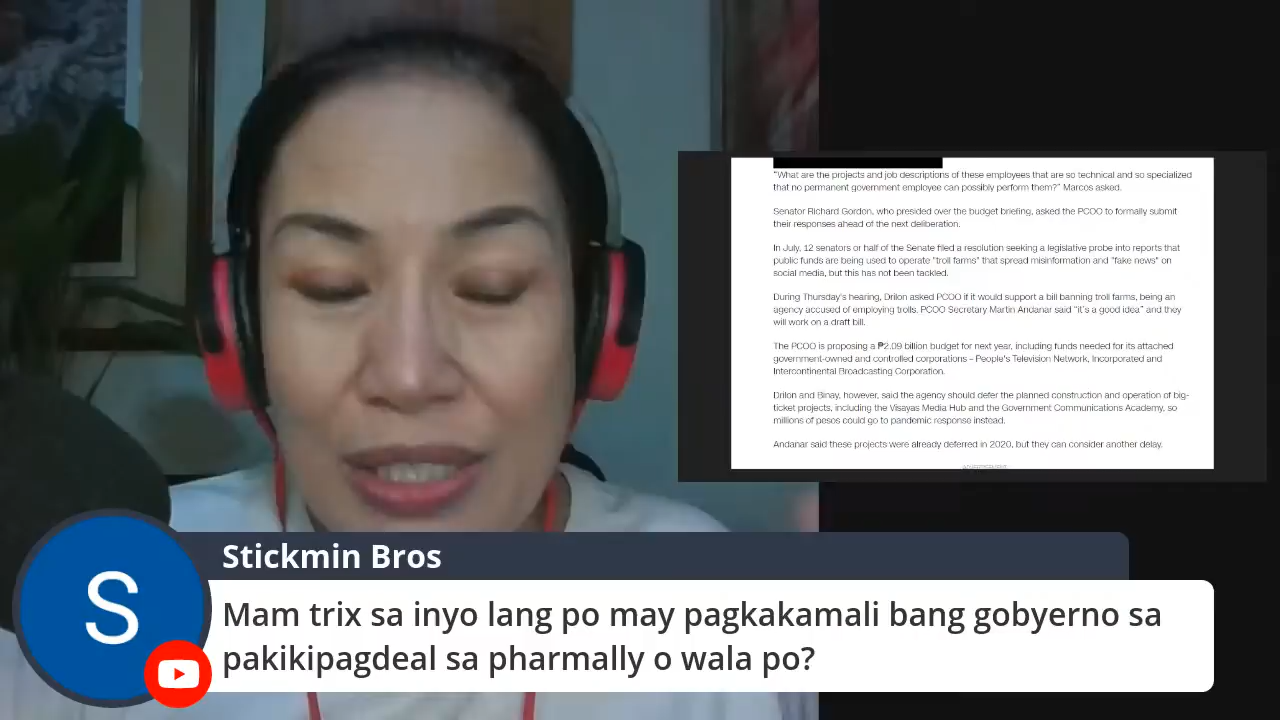 "What are the projects and job descriptions of these employees that are so technical and so specialized
that no permanent government employee can possibly perform them?" Marcos asked.
Senator Richard Gordon, who presided over the budget briefing, asked the PCOO to formally submit
their responses ahead of the next deliberation.
In July, 12 senators or half of the Senate filed a resolution seeking a legislative probe into reports that
public funds are being used to operate "troll farms" that spread misinformation and "fake news" on
social media, but this has not been tackled.
During Thursday's hearing, Drilon asked PCOO if it would support a bill banning troll farms, being an
agency accused of employing trolls. PCOO Secretary Martin Andanar said "it's a good idea" and they
will work on a draft bill.
The PCOO is proposing a ₱2.09 billion budget for next year, including funds needed for its attached
government-owned and controlled corporations – People's Television Network, Incorporated and
Intercontinental Broadcasting Corporation.
Drilon and Binay, however, said the agency should defer the planned construction and operation of big-
ticket projects, including the Visayas Media Hub and the Government Communications Academy, so
millions of pesos could go to pandemic response instead.
Andanar said these projects were already deferred in 2020, but they can consider another delay.
S
Stickmin Bros
Mam trix sa inyo lang po may pagkakamali bang gobyerno sa
pakikipagdeal sa pharmally o wala po?